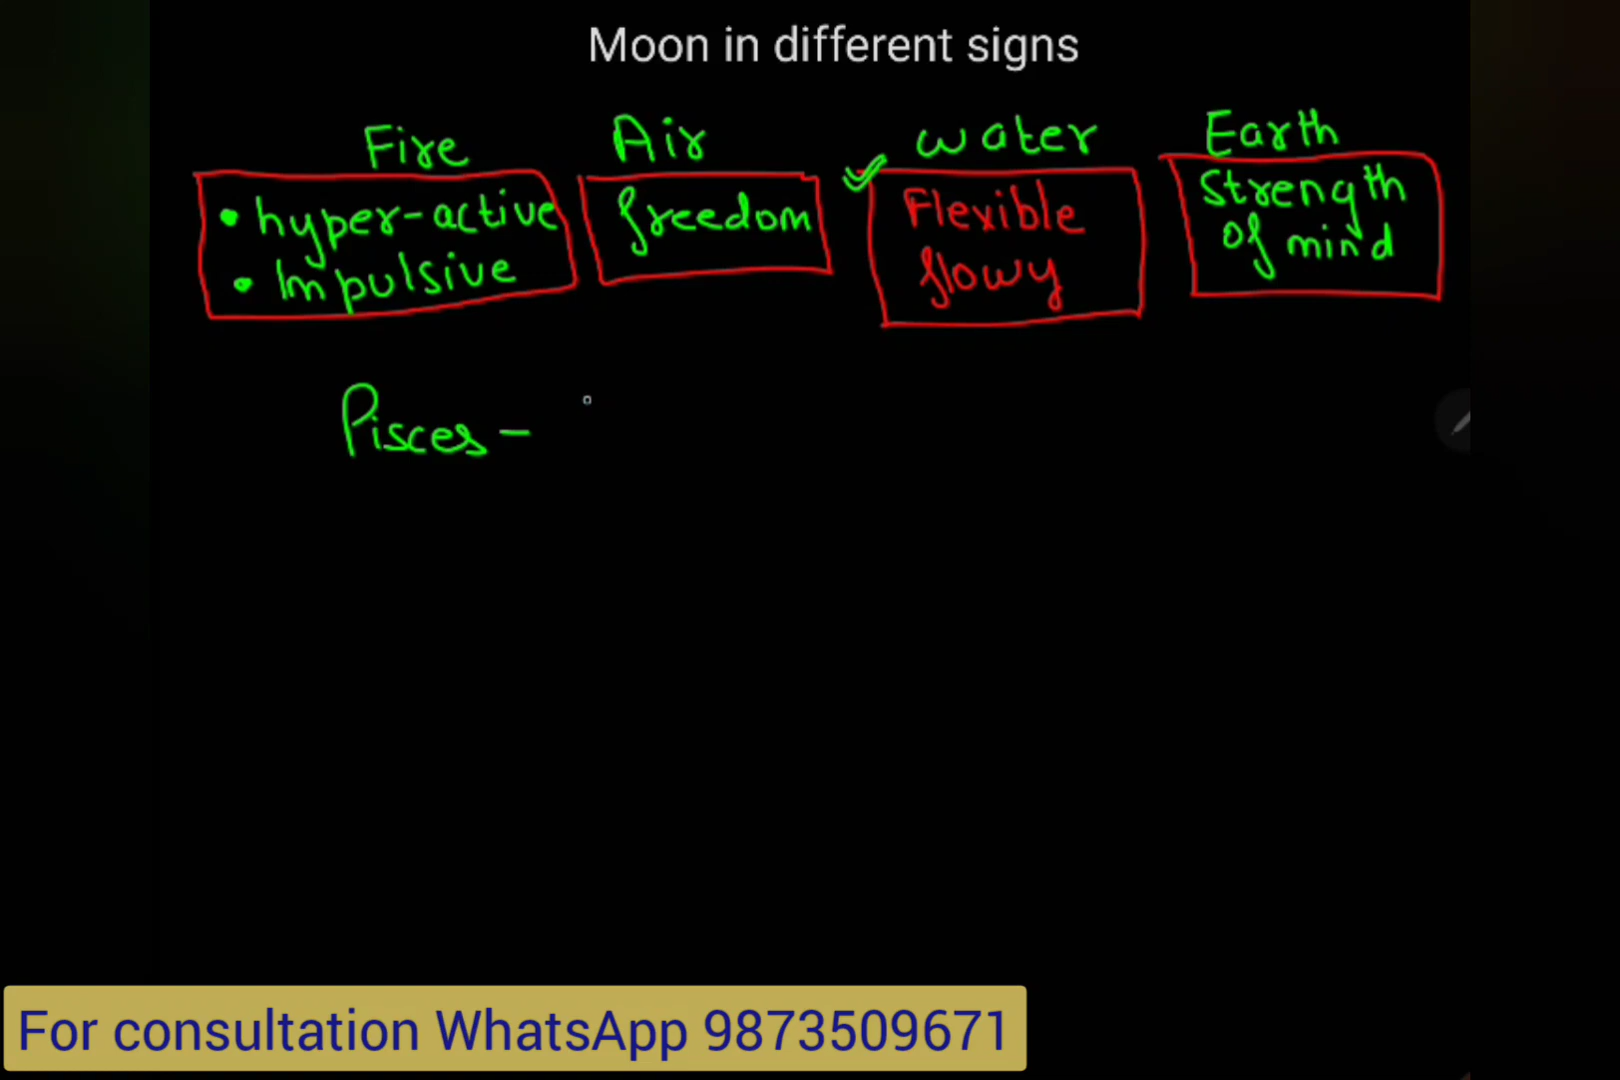 Moon in different signs
Fire Air Water Earth
• hyper-active
• Impulsive
freedom
Flexible
flowy
Strength
of mind
Pisces –
For consultation WhatsApp 9873509671